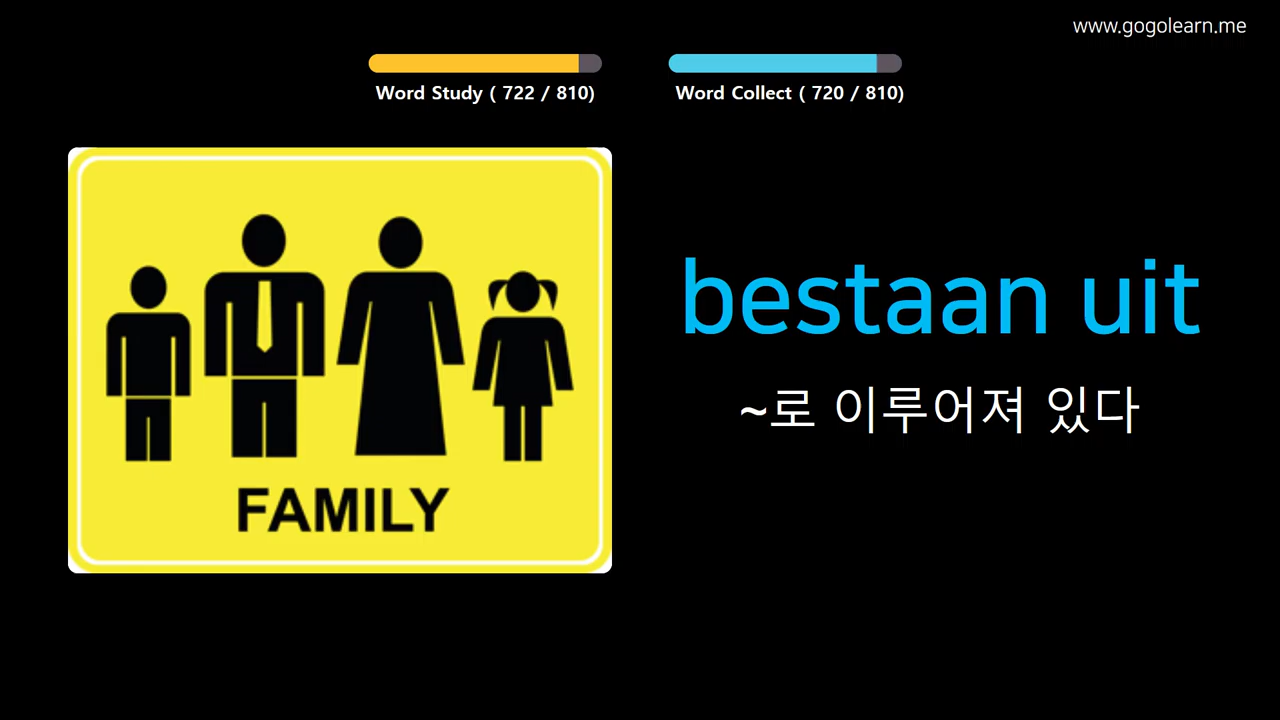 www.gogolearn.me
Word Study ( 722 / 810)
Word Collect ( 720 / 810)
FAMILY
bestaan uit
~로 이루어져 있다